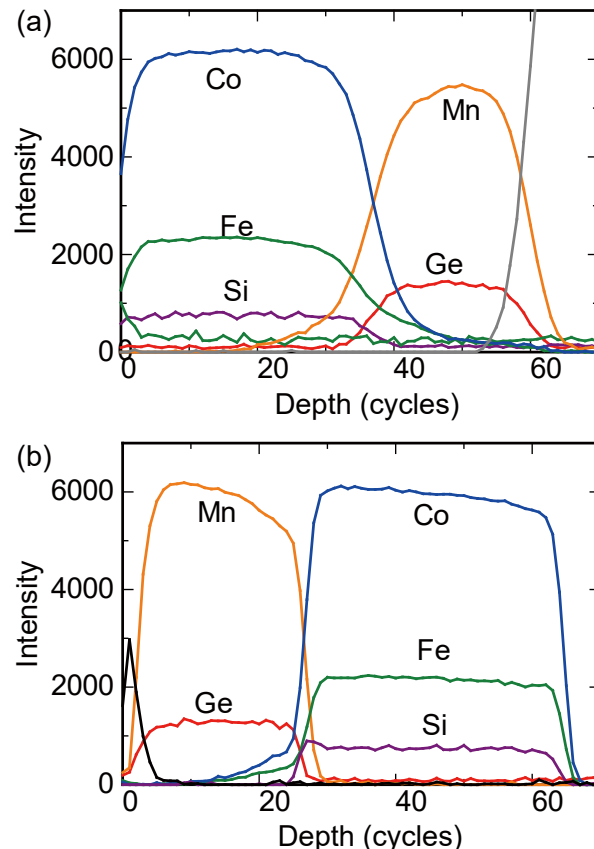 (a)
6000
Co
Mn
4000
Intensity
Fe
2000
Ge
Si
0
0
0 20 40 60
Depth (cycles)
(b)
6000
Mn
Co
4000
Intensity
Fe
2000
Ge
Si
0
0 20 40 60
Depth (cycles)